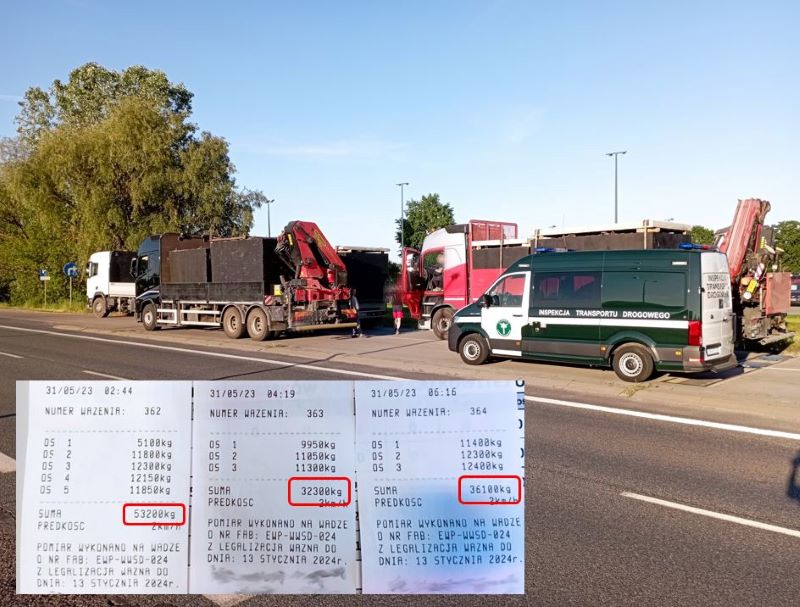 INSPEKCJA TRANSPORTU DROGOWEGO
INSPEKCJA
TRANSPORTU
DROGOWEGO
31/05/23 02:44
NUMER WAZENIA: 362
OS 1 5100kg
OS 2 11800kg
OS 3 12300kg
OS 4 12150kg
OS 5 11850kg
SUMA 53200kg
PREDKOSC 2km/h
POMIAR WYKONANO NA WADZE
O NR FAB: EWP-WWSD-024
Z LEGALIZACJA WAZNA DO
DNIA: 13 STYCZNIA 2024r.
31/05/23 04:19
NUMER WAZENIA: 363
OS 1 9950kg
OS 2 11050kg
OS 3 11300kg
SUMA 32300kg
PREDKOSC 2km/h
POMIAR WYKONANO NA WADZE
O NR FAB: EWP-WWSD-024
Z LEGALIZACJA WAZNA DO
DNIA: 13 STYCZNIA 2024r.
31/05/23 06:16
NUMER WAZENIA: 364
OS 1 11400kg
OS 2 12300kg
OS 3 12400kg
SUMA 36100kg
PREDKOSC 2km/h
POMIAR WYKONANO NA WADZE
O NR FAB: EWP-WWSD-024
Z LEGALIZACJA WAZNA DO
DNIA: 13 STYCZNIA 2024r.